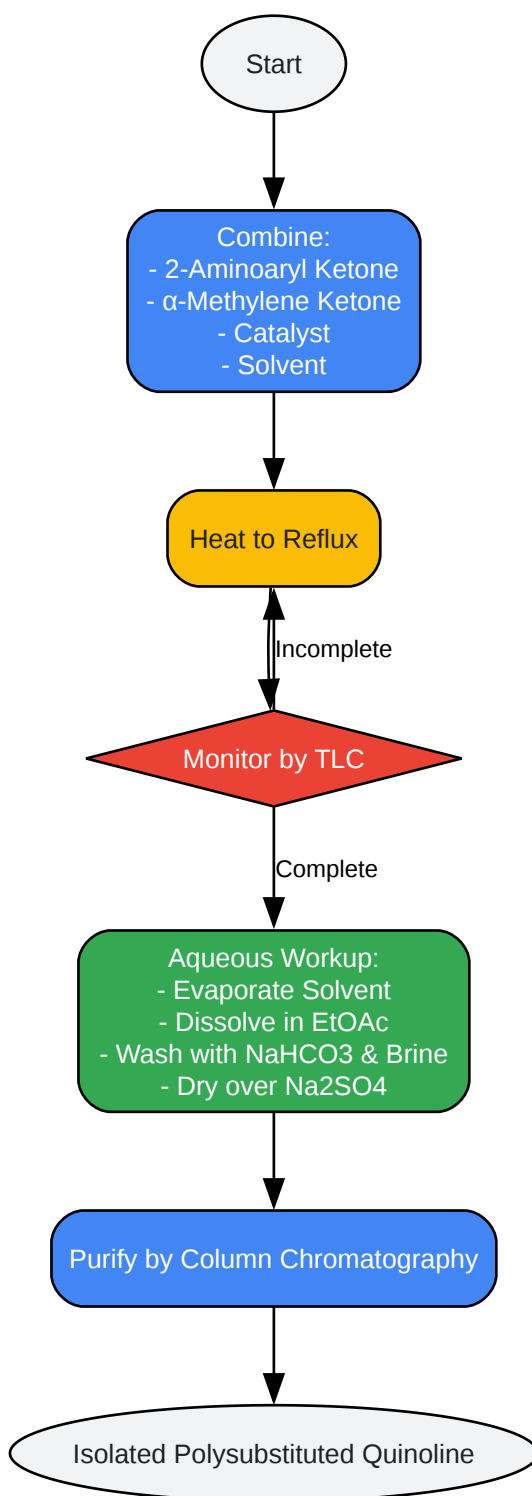 Start
Combine:
- 2-Aminoaryl Ketone
- α-Methylene Ketone
- Catalyst
- Solvent
Heat to Reflux
Incomplete
Monitor by TLC
Complete
Aqueous Workup:
- Evaporate Solvent
- Dissolve in EtOAc
- Wash with NaHCO3 & Brine
- Dry over Na2SO4
Purify by Column Chromatography
Isolated Polysubstituted Quinoline